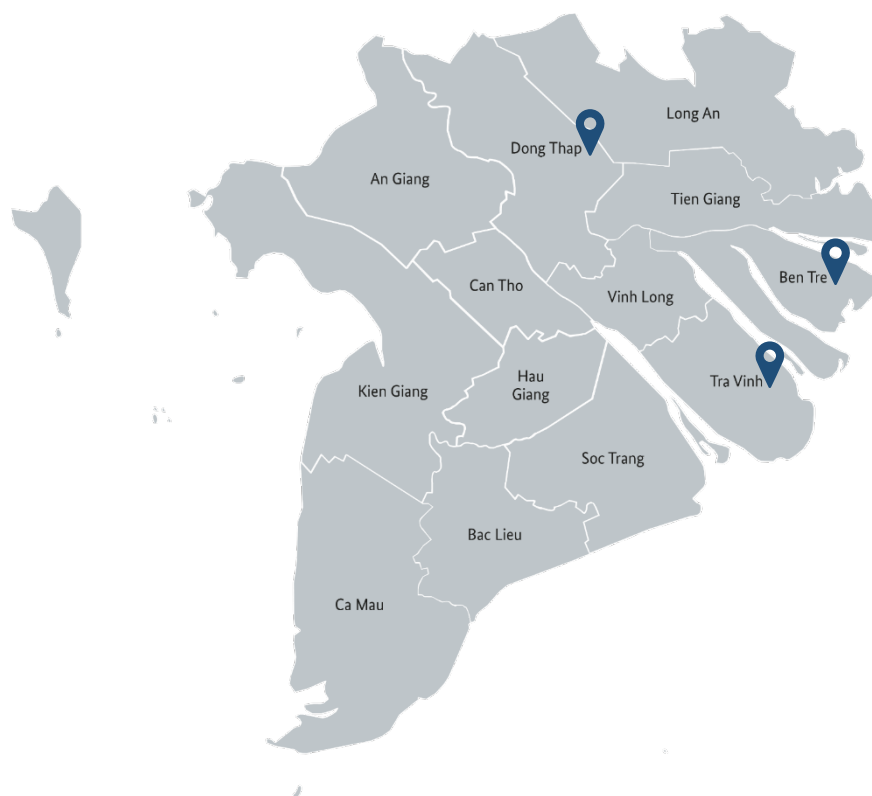 Long An
Dong Thap
An Giang
Tien Giang
Ben Tre
Can Tho
Vinh Long
Tra Vinh
Kien Giang
Hau
Giang
Soc Trang
Bac Lieu
Ca Mau